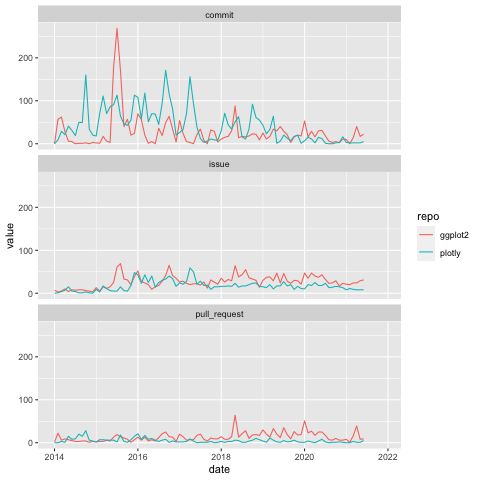 commit
200
100
0
issue
200
100
0
value
pull_request
200
100
0
2014
2016
2018
2020
2022
date
repo
ggplot2
plotly